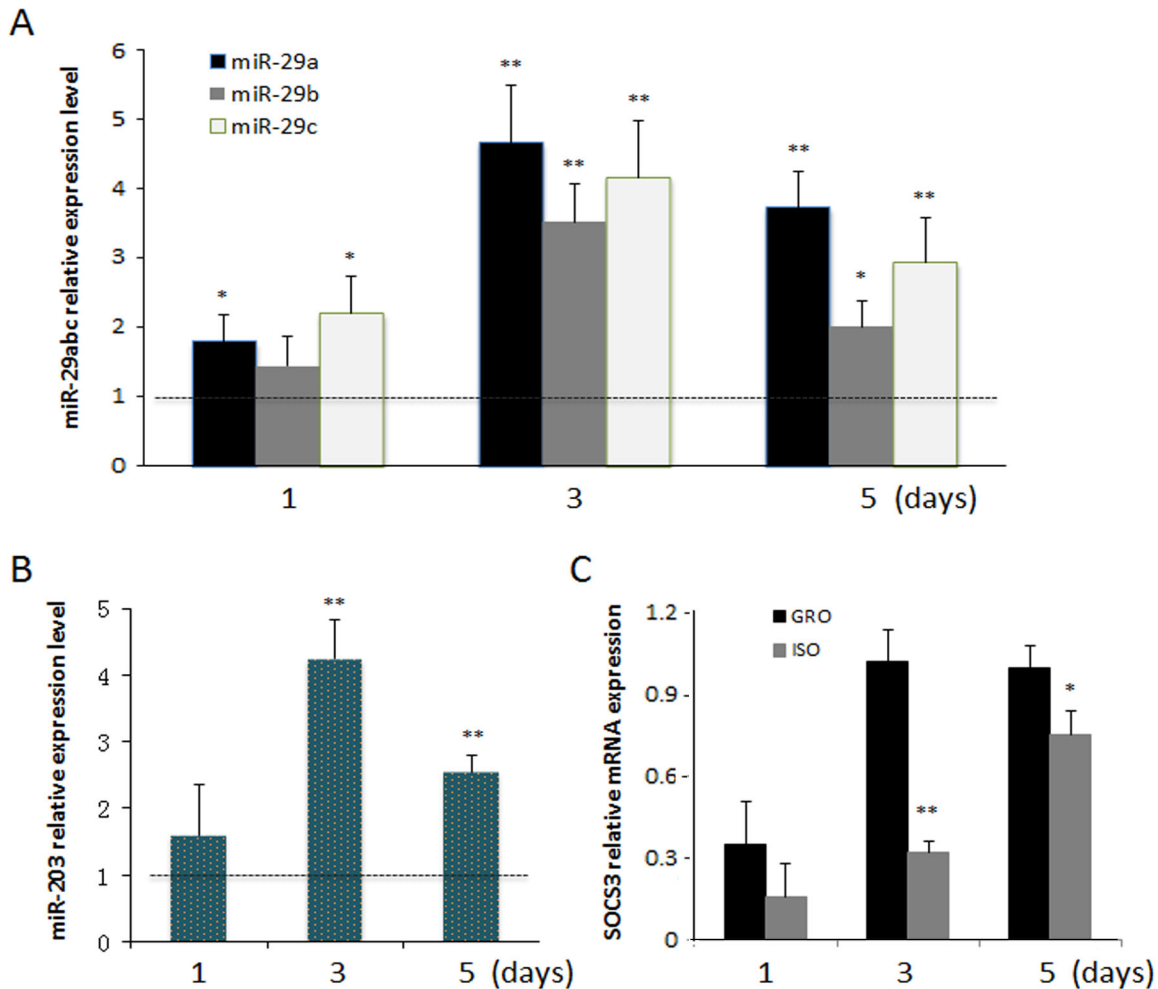 A
miR-29abc relative expression level
6
5
4
3
2
1
0
miR-29a
miR-29b
miR-29c
*
*
**
**
**
**
*
**
1 3 5 (days)
B
miR-203 relative expression level
5
4
3
2
1
0
**
**
1 3 5 (days)
C
SOCS3 relative mRNA expression
1.2
0.9
0.6
0.3
0
GRO
ISO
**
*
1 3 5 (days)